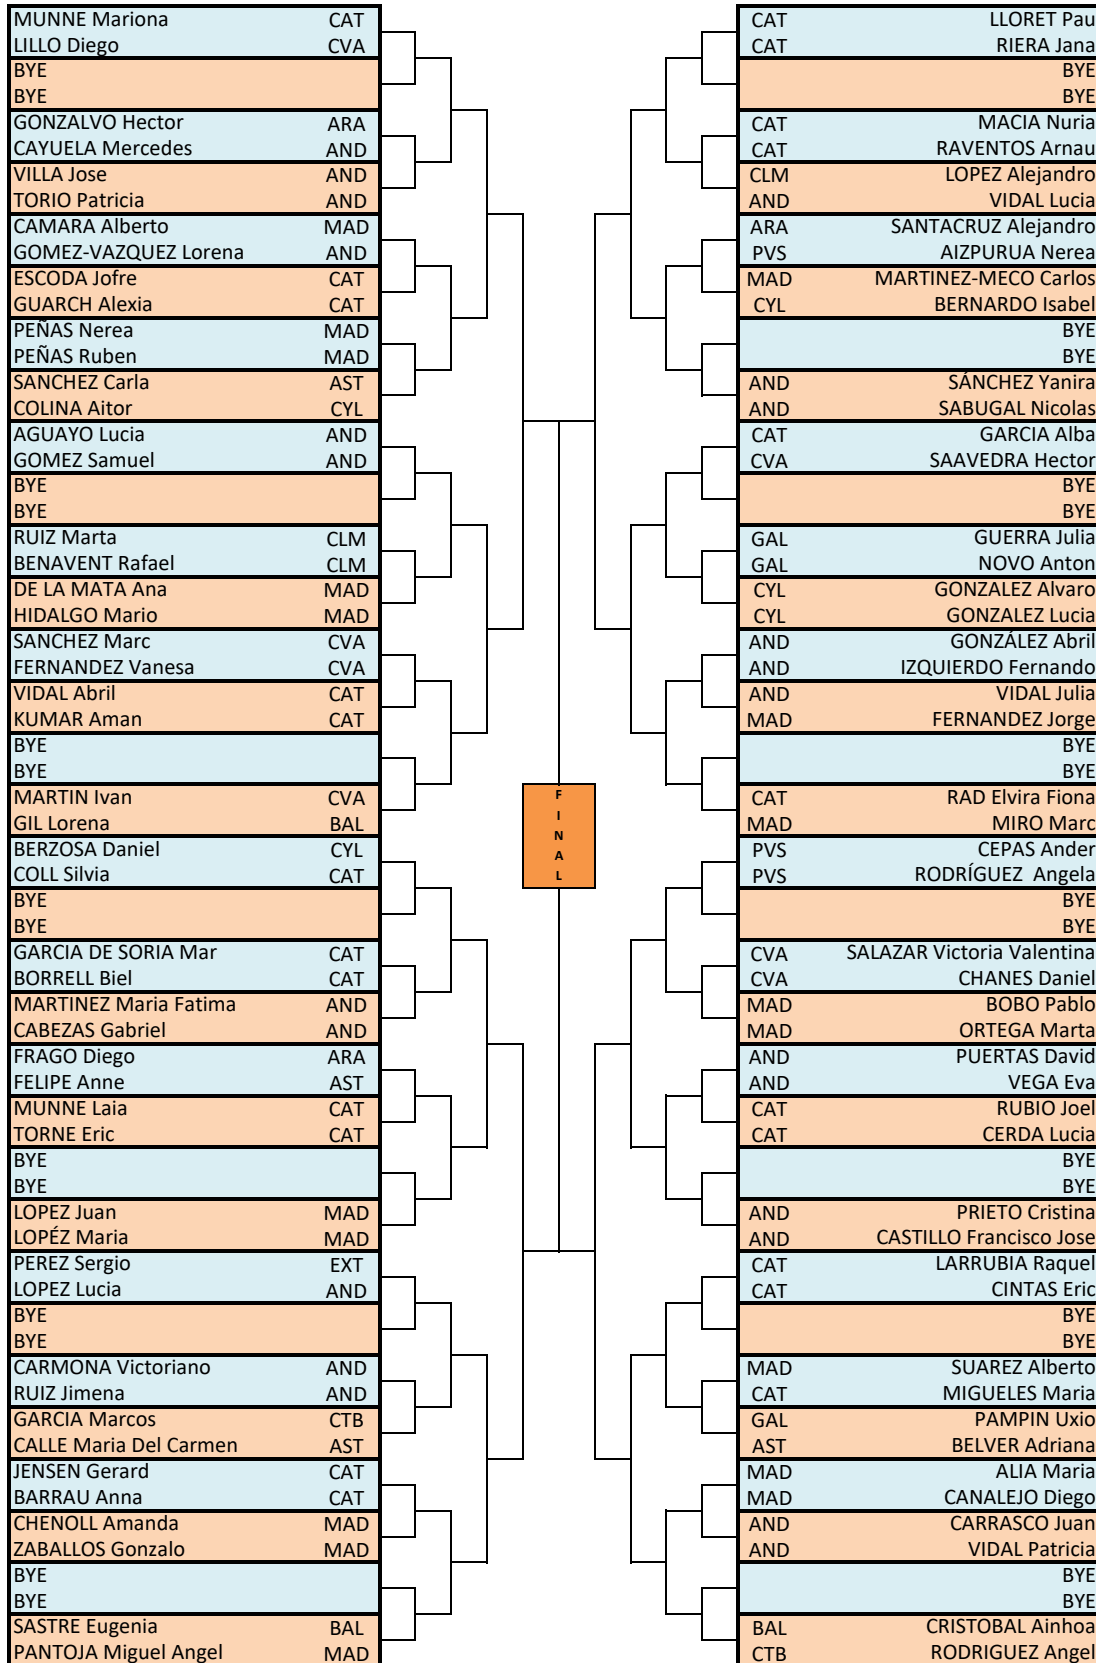 MUNNE Mariona CAT
LILLO Diego CVA
BYE
BYE
GONZALVO Hector ARA
CAYUELA Mercedes AND
VILLA Jose AND
TORIO Patricia AND
CAMARA Alberto MAD
GOMEZ-VAZQUEZ Lorena AND
ESCODA Jofre CAT
GUARCH Alexia CAT
PEÑAS Nerea MAD
PEÑAS Ruben MAD
SANCHEZ Carla AST
COLINA Aitor CYL
AGUAYO Lucia AND
GOMEZ Samuel AND
BYE
BYE
RUIZ Marta CLM
BENAVENT Rafael CLM
DE LA MATA Ana MAD
HIDALGO Mario MAD
SANCHEZ Marc CVA
FERNANDEZ Vanesa CVA
VIDAL Abril CAT
KUMAR Aman CAT
BYE
BYE
MARTIN Ivan CVA
GIL Lorena BAL
BERZOSA Daniel CYL
COLL Silvia CAT
BYE
BYE
GARCIA DE SORIA Mar CAT
BORRELL Biel CAT
MARTINEZ Maria Fatima AND
CABEZAS Gabriel AND
FRAGO Diego ARA
FELIPE Anne AST
MUNNE Laia CAT
TORNE Eric CAT
BYE
BYE
LOPEZ Juan MAD
LOPÉZ Maria MAD
PEREZ Sergio EXT
LOPEZ Lucia AND
BYE
BYE
CARMONA Victoriano AND
RUIZ Jimena AND
GARCIA Marcos CTB
CALLE Maria Del Carmen AST
JENSEN Gerard CAT
BARRAU Anna CAT
CHENOLL Amanda MAD
ZABALLOS Gonzalo MAD
BYE
BYE
SASTRE Eugenia BAL
PANTOJA Miguel Angel MAD
F
I
N
A
L
CAT LLORET Pau
CAT RIERA Jana
BYE
BYE
CAT MACIA Nuria
CAT RAVENTOS Arnau
CLM LOPEZ Alejandro
AND VIDAL Lucia
ARA SANTACRUZ Alejandro
PVS AIZPURUA Nerea
MAD MARTINEZ-MECO Carlos
CYL BERNARDO Isabel
BYE
BYE
AND SÁNCHEZ Yanira
AND SABUGAL Nicolas
CAT GARCIA Alba
CVA SAAVEDRA Hector
BYE
BYE
GAL GUERRA Julia
GAL NOVO Anton
CYL GONZALEZ Alvaro
CYL GONZALEZ Lucia
AND GONZÁLEZ Abril
AND IZQUIERDO Fernando
AND VIDAL Julia
MAD FERNANDEZ Jorge
BYE
BYE
CAT RAD Elvira Fiona
MAD MIRO Marc
PVS CEPAS Ander
PVS RODRÍGUEZ Angela
BYE
BYE
CVA SALAZAR Victoria Valentina
CVA CHANES Daniel
MAD BOBO Pablo
MAD ORTEGA Marta
AND PUERTAS David
AND VEGA Eva
CAT RUBIO Joel
CAT CERDA Lucia
BYE
BYE
AND PRIETO Cristina
AND CASTILLO Francisco Jose
CAT LARRUBIA Raquel
CAT CINTAS Eric
BYE
BYE
MAD SUAREZ Alberto
CAT MIGUELES Maria
GAL PAMPIN Uxio
AST BELVER Adriana
MAD ALIA Maria
MAD CANALEJO Diego
AND CARRASCO Juan
AND VIDAL Patricia
BYE
BYE
BAL CRISTOBAL Ainhoa
CTB RODRIGUEZ Angel